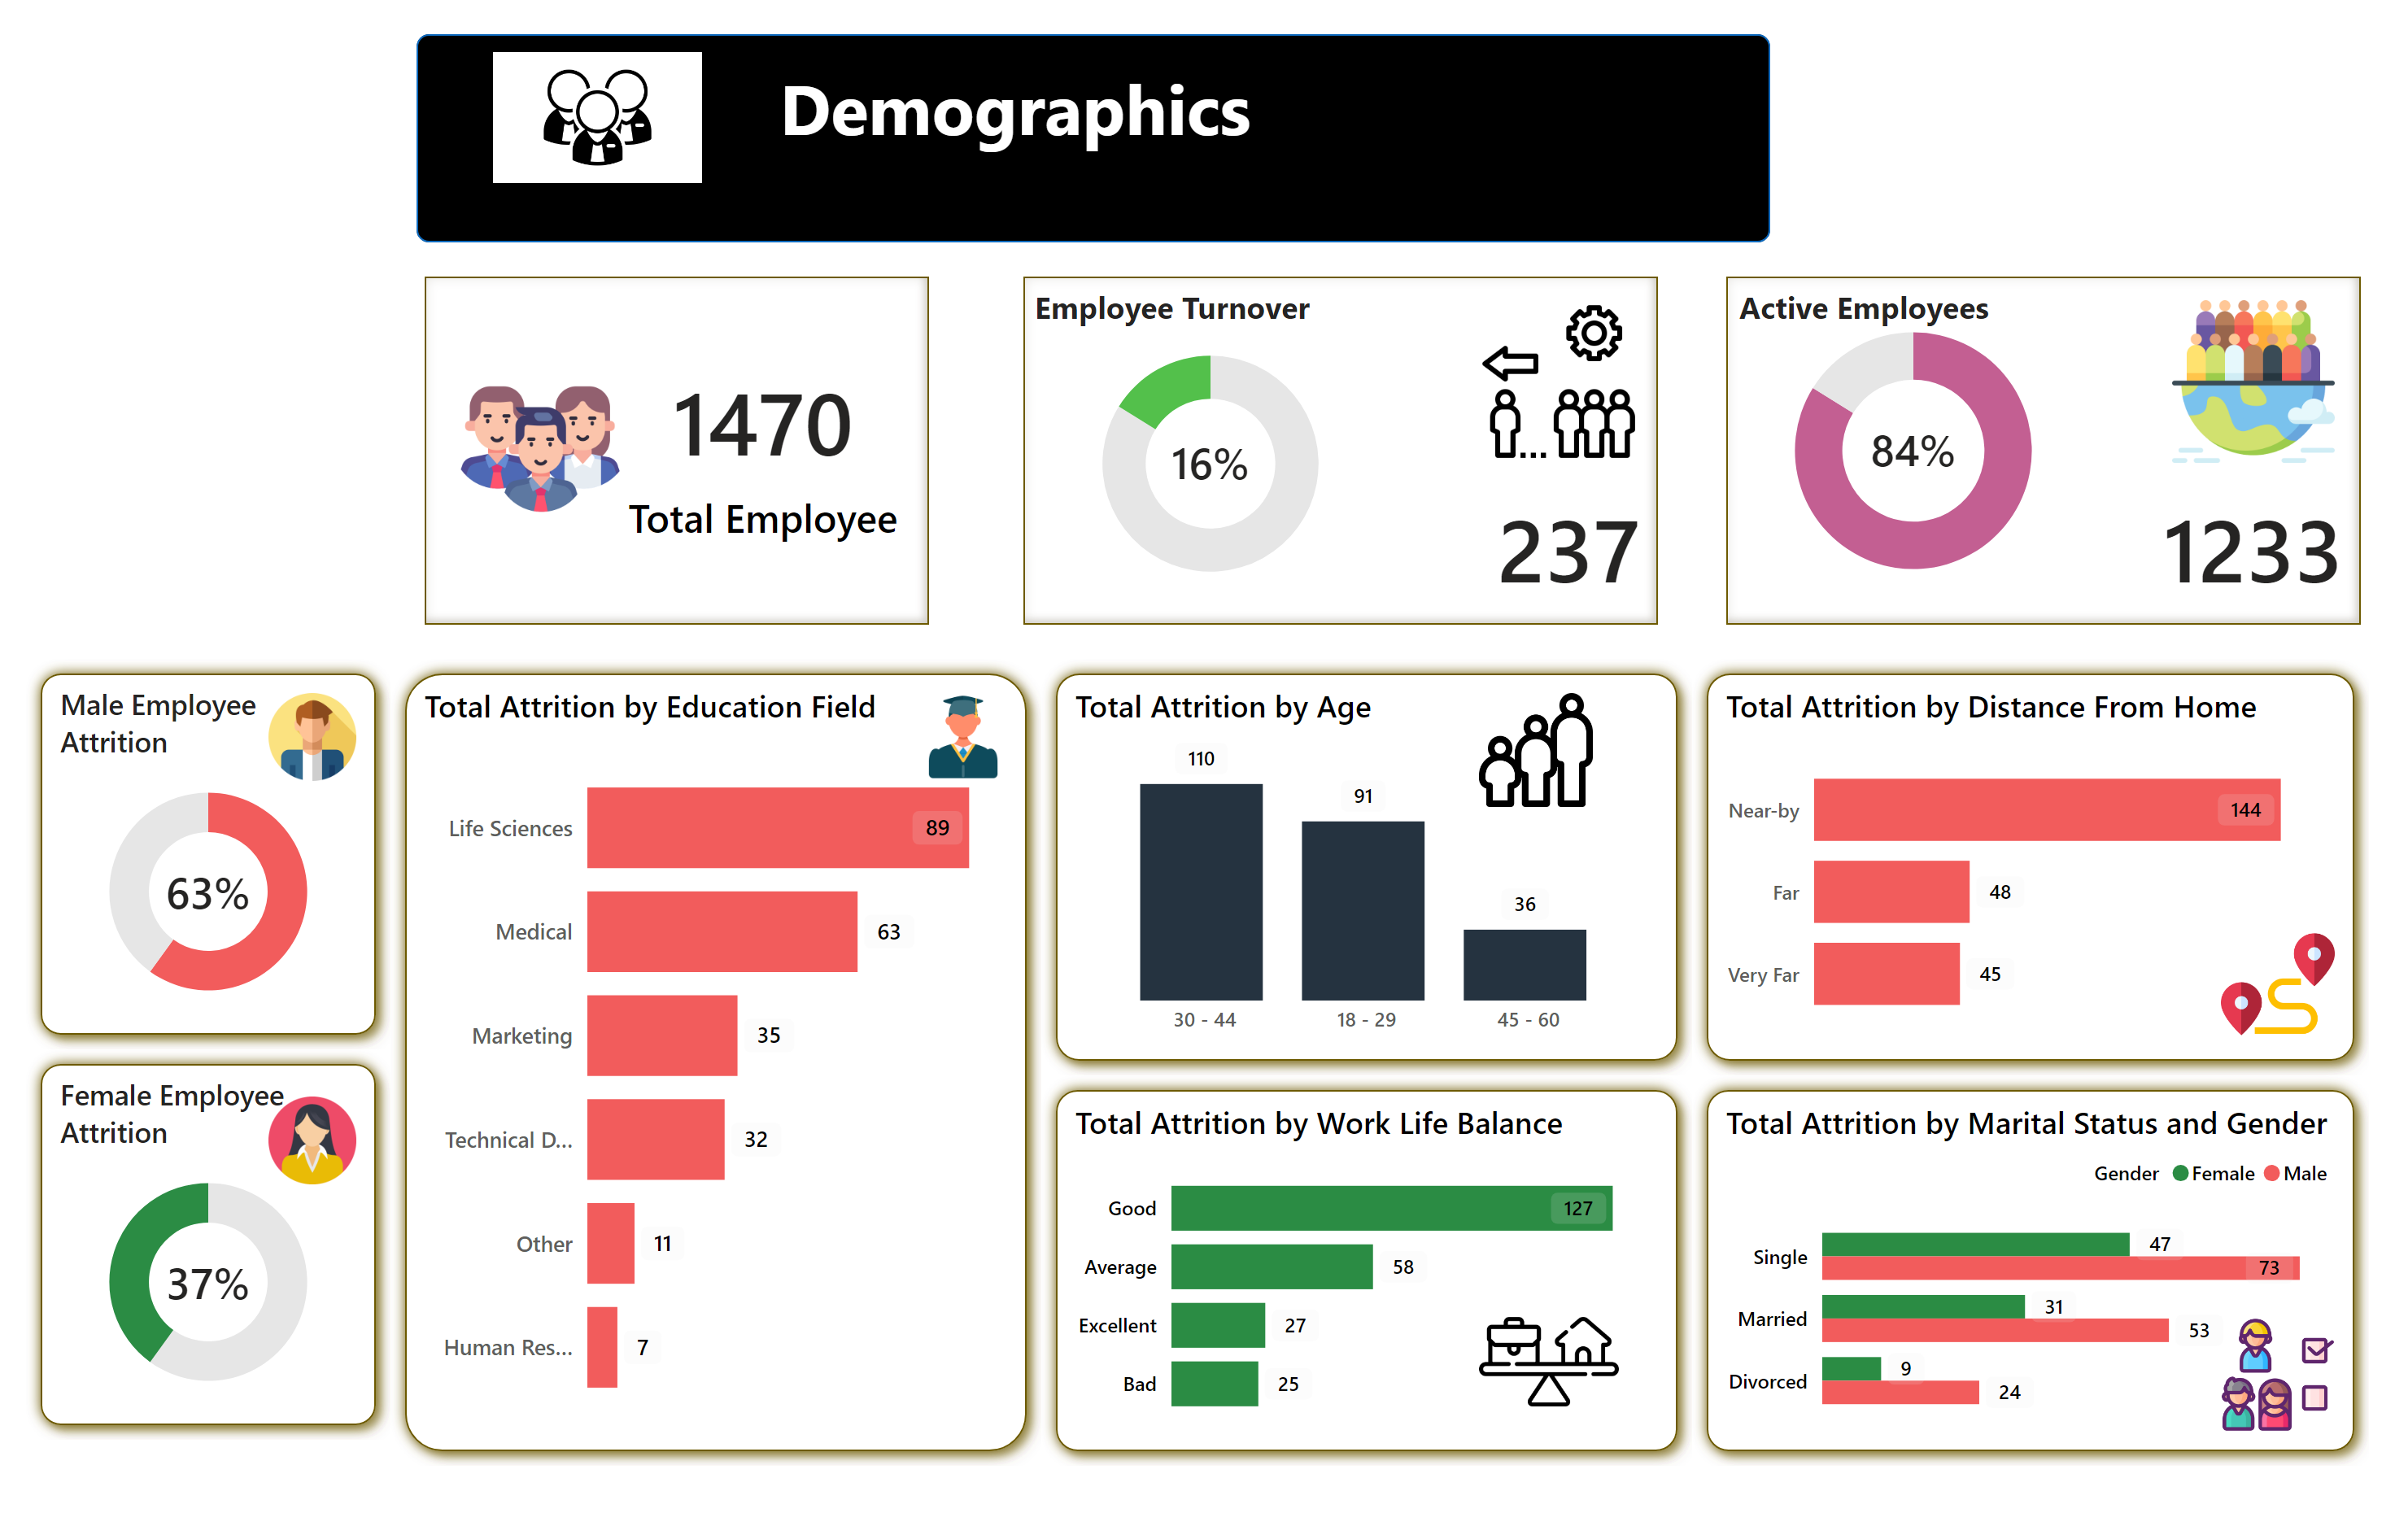 Demographics
1470
Total Employee
Employee Turnover
16%
237
Active Employees
84%
1233
Male Employee
Attrition
63%
Female Employee
Attrition
37%
Total Attrition by Education Field
Life Sciences 89
Medical 63
Marketing 35
Technical D... 32
Other 11
Human Res... 7
Total Attrition by Age
110
91
36
30 - 44 18 - 29 45 - 60
Total Attrition by Distance From Home
Near-by 144
Far 48
Very Far 45
Total Attrition by Work Life Balance
Good 127
Average 58
Excellent 27
Bad 25
Total Attrition by Marital Status and Gender
Gender Female Male
Single 47
73
Married 31
53
Divorced 9
24